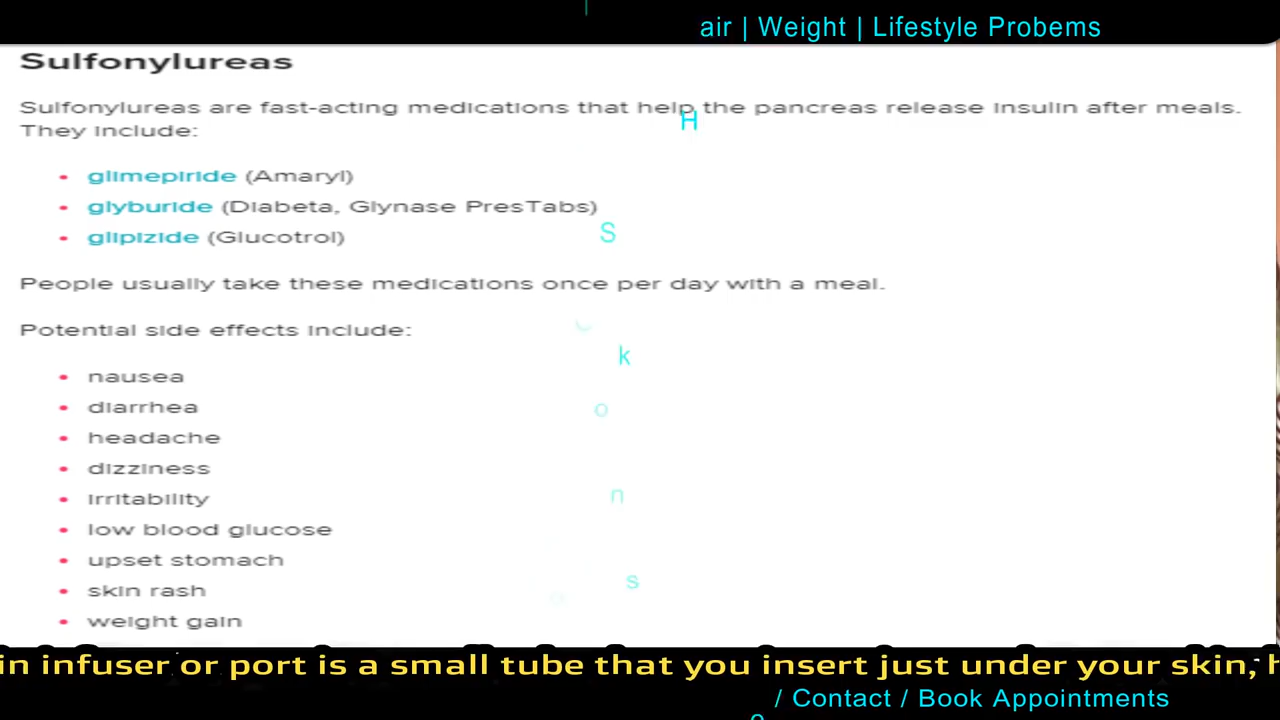 air | Weight | Lifestyle Probems
Sulfonylureas
Sulfonylureas are fast-acting medications that help the pancreas release insulin after meals.
They include:
H
glimepiride (Amaryl)
glyburide (Diabeta, Glynase PresTabs)
S
glipizide (Glucotrol)
People usually take these medications once per day with a meal.
Potential side effects include:
k
nausea
diarrhea
o
headache
dizziness
n
irritability
low blood glucose
upset stomach
s
skin rash
weight gain
in infuser or port is a small tube that you insert just under your skin,
/ Contact / Book Appointments